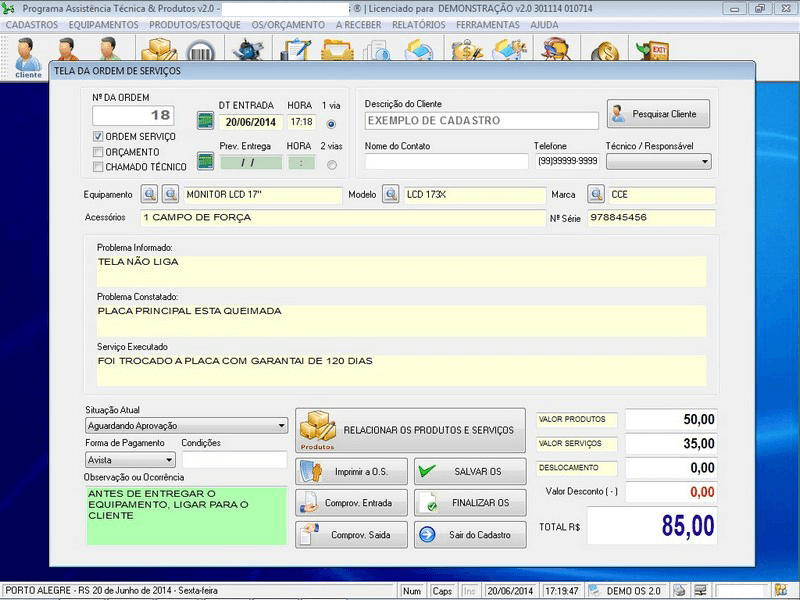 Programa Assistência Técnica & Produtos v2.0 - ® | Licenciado para DEMONSTRAÇÃO v2.0 301114 010714
CADASTROS EQUIPAMENTOS PRODUTOS/ESTOQUE OS/ORÇAMENTO A RECEBER RELATÓRIOS FERRAMENTAS AJUDA
Cliente
EXIT
TELA DA ORDEM DE SERVIÇOS
Nº DA ORDEM
18
ORDEM SERVIÇO
ORÇAMENTO
CHAMADO TÉCNICO
DT ENTRADA HORA 1 via
20/06/2014 17:18
Prev. Entrega HORA 2 vias
/ / :
Descrição do Cliente
EXEMPLO DE CADASTRO
Pesquisar Cliente
Nome do Contato Telefone Técnico / Responsável
(99)99999-9999
Equipamento MONITOR LCD 17" Modelo LCD 173X Marca CCE
Acessórios 1 CAMPO DE FORÇA Nº Série 978845456
Problema Informado:
TELA NÃO LIGA
Problema Constatado:
PLACA PRINCIPAL ESTA QUEIMADA
Serviço Executado
FOI TROCADO A PLACA COM GARANTAI DE 120 DIAS
Situação Atual
Aguardando Aprovação
Forma de Pagamento Condições
Avista
Observação ou Ocorrência
ANTES DE ENTREGAR O
EQUIPAMENTO, LIGAR PARA O
CLIENTE
Produtos
RELACIONAR OS PRODUTOS E SERVIÇOS
Imprimir a O.S. SALVAR OS
Comprov. Entrada FINALIZAR OS
Comprov. Saida Sair do Cadastro
VALOR PRODUTOS 50,00
VALOR SERVIÇOS 35,00
DESLOCAMENTO 0,00
Valor Desconto ( - ) 0,00
TOTAL R$ 85,00
PORTO ALEGRE - RS 20 de Junho de 2014 - Sexta-feira Num Caps Ins 20/06/2014 17:19:47 DEMO OS 2.0